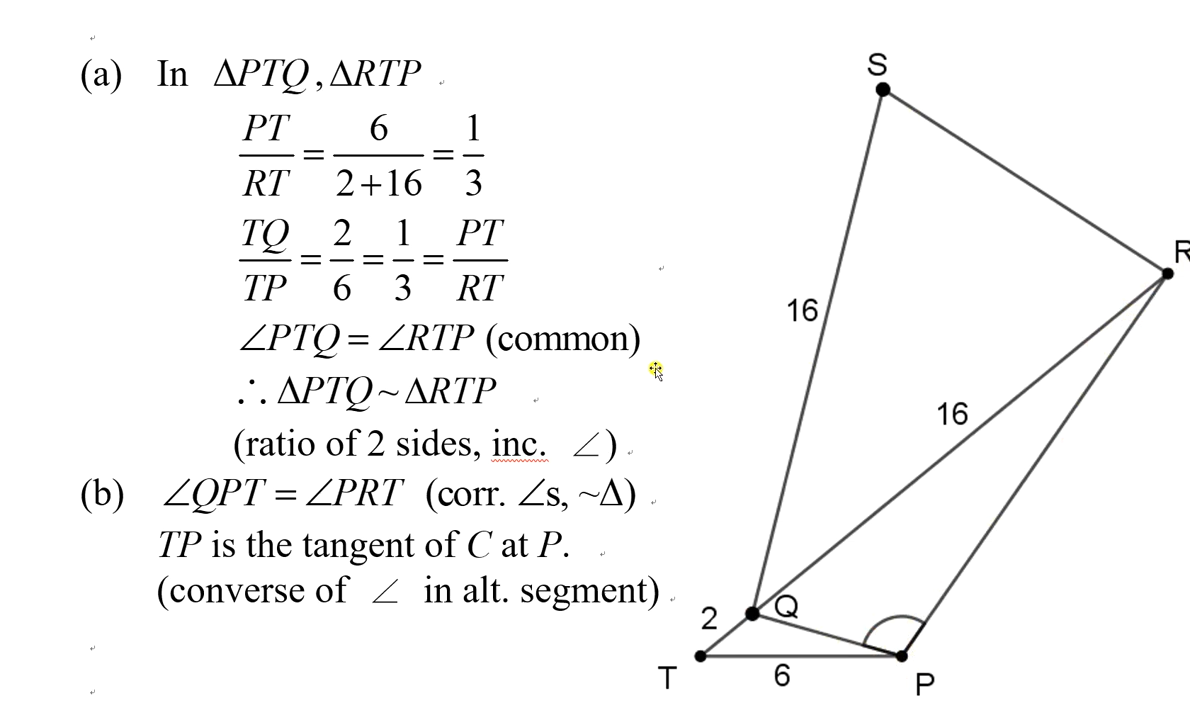 (a) In ΔPTQ, ΔRTP
PT/RT = 6/(2+16) = 1/3
TQ/TP = 2/6 = 1/3 = PT/RT
∠PTQ = ∠RTP (common)
∴ ΔPTQ ~ ΔRTP
(ratio of 2 sides, inc. ∠)
(b) ∠QPT = ∠PRT (corr. ∠s, ~Δ)
TP is the tangent of C at P.
(converse of ∠ in alt. segment)
S
R
16
16
2
Q
T
6
P